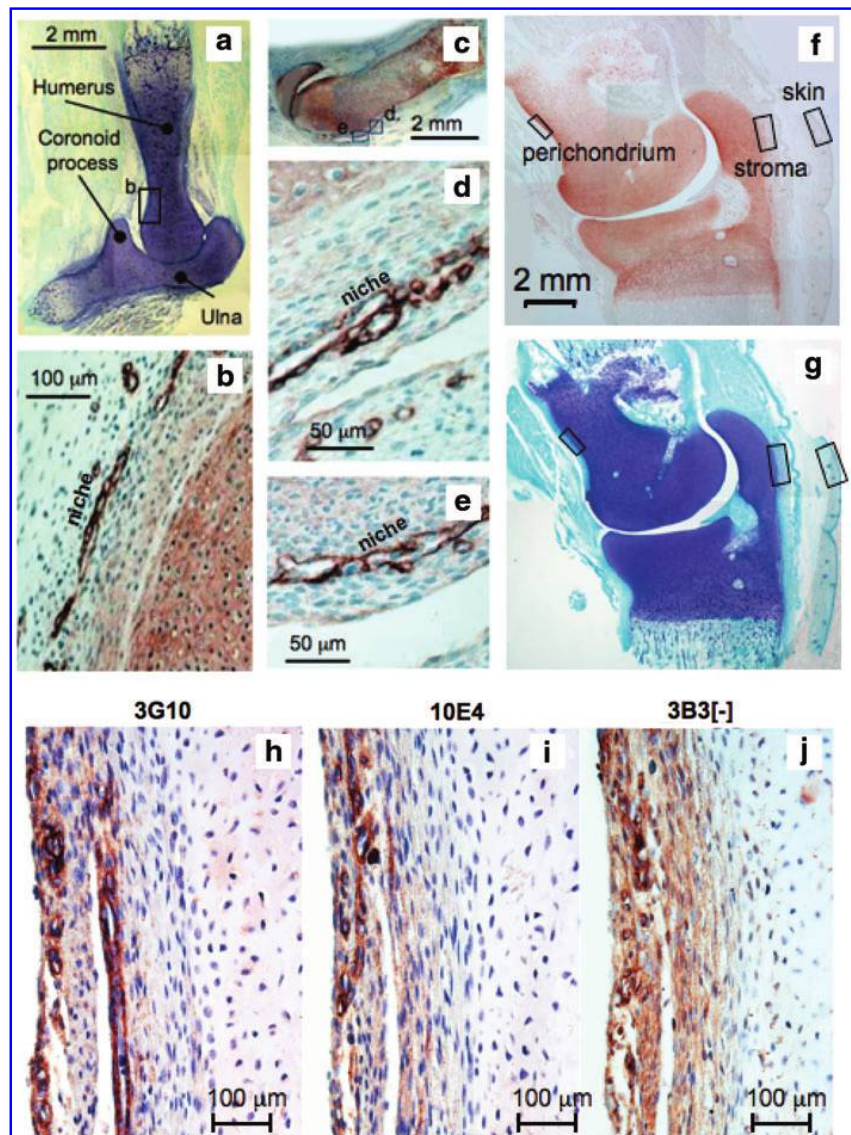 a
2 mm
Humerus
Coronoid
process
b
Ulna
b
100 µm
niche
c
d
e
2 mm
d
niche
50 µm
e
niche
50 µm
f
skin
perichondrium
stroma
2 mm
g
3G10
10E4
3B3[-]
h
100 µm
i
100 µm
j
100 µm